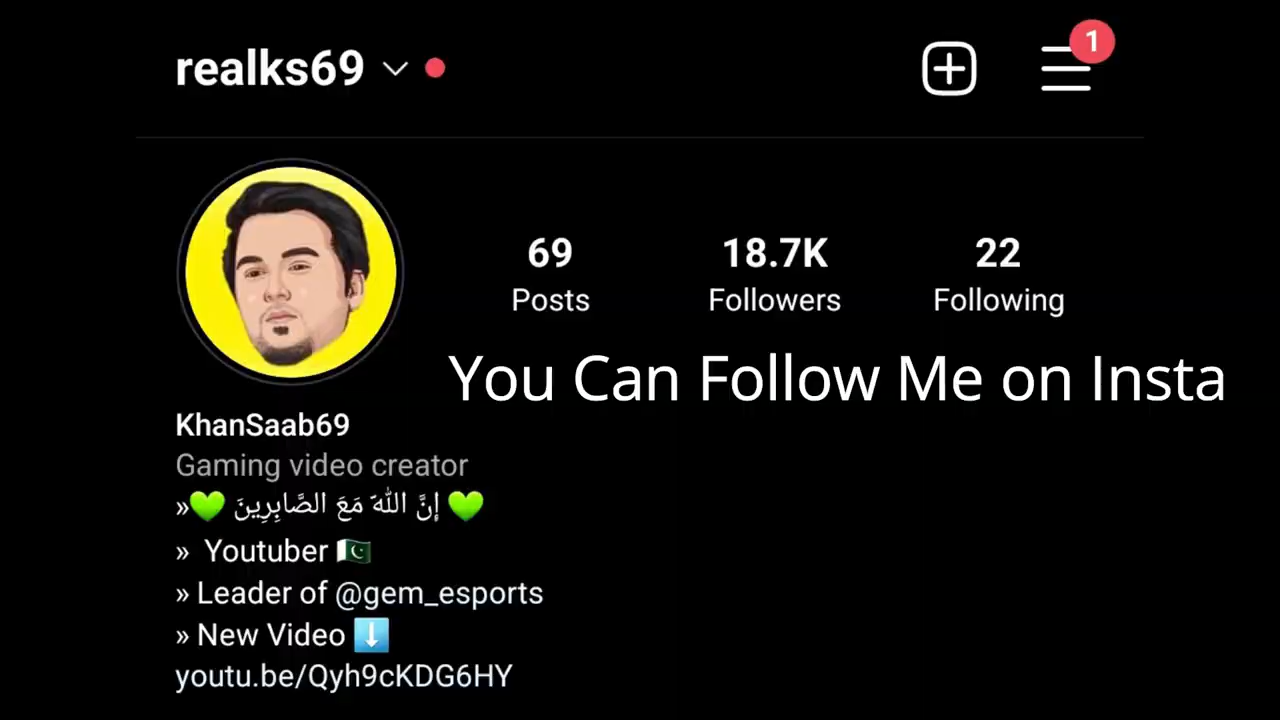 realks69
1
69 18.7K 22
Posts Followers Following
You Can Follow Me on Insta
KhanSaab69
Gaming video creator
»💚 إِنَّ اللَّهَ مَعَ الصَّابِرِينَ 💚
» Youtuber 🇵🇰
» Leader of @gem_esports
» New Video ⬇️
youtu.be/Qyh9cKDG6HY